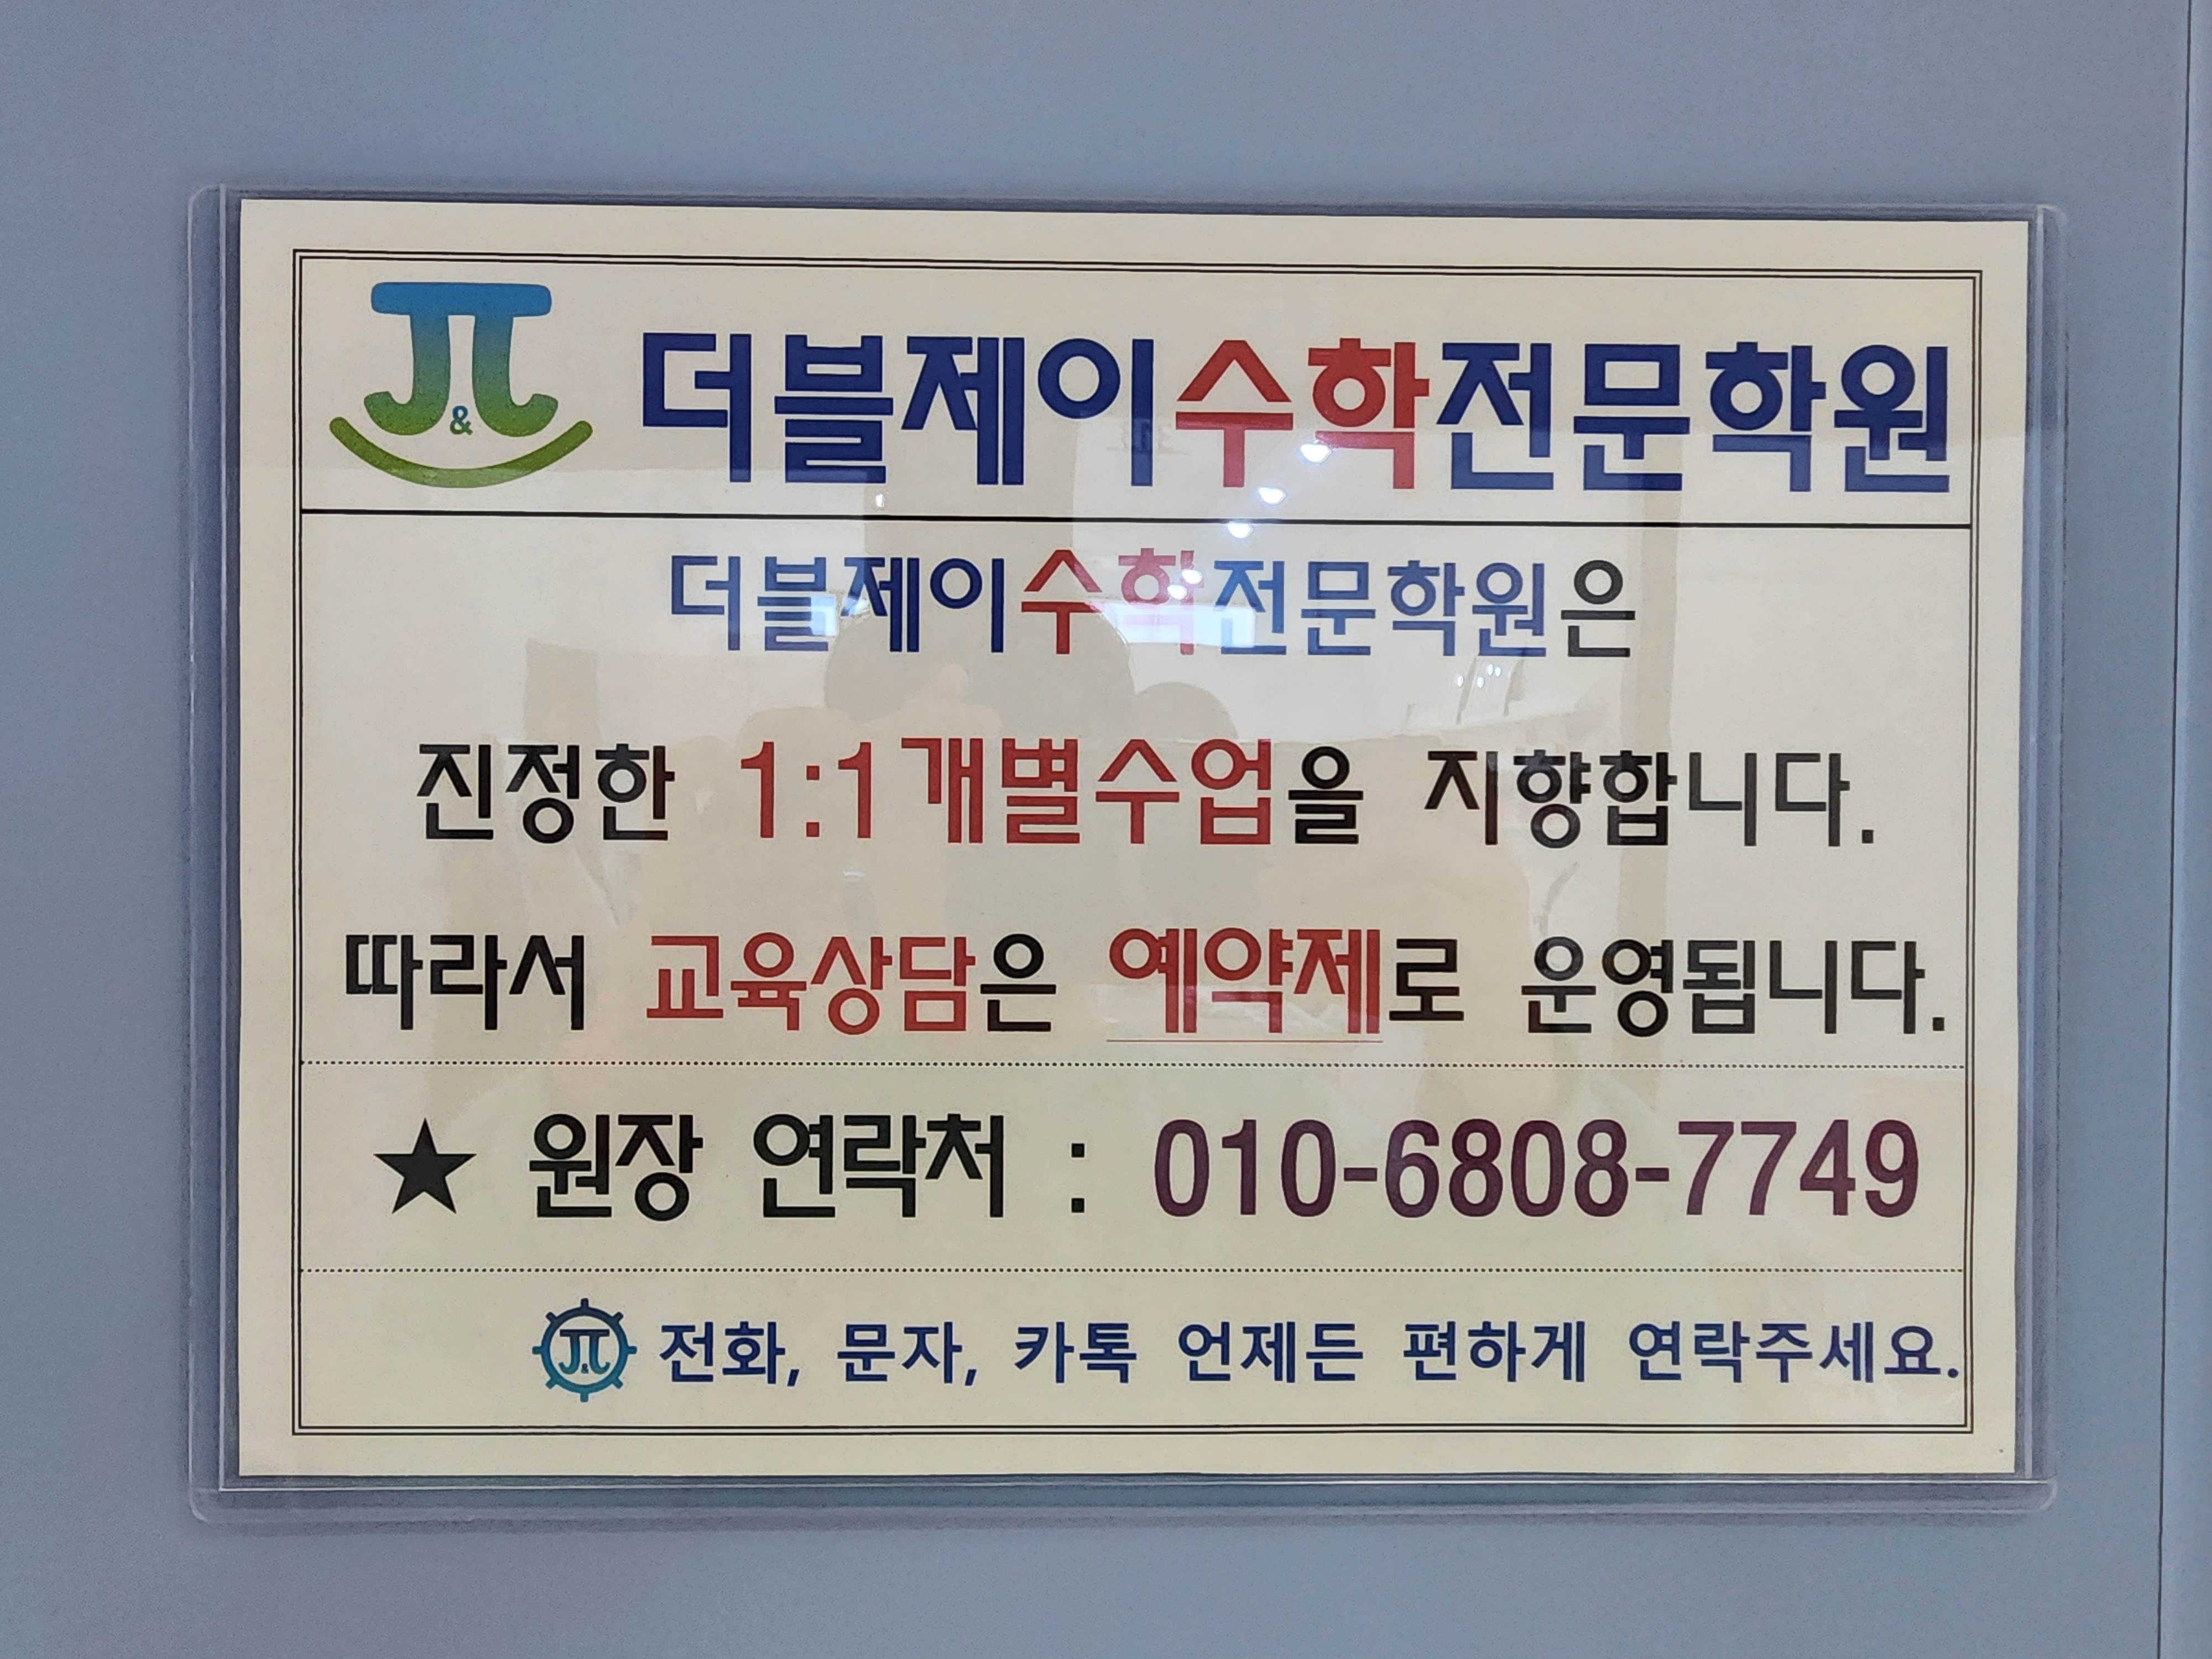 더블제이수학전문학원
더블제이수학전문학원은
진정한 1:1개별수업을 지향합니다.
따라서 교육상담은 예약제로 운영됩니다.
★ 원장 연락처 : 010-6808-7749
전화, 문자, 카톡 언제든 편하게 연락주세요.